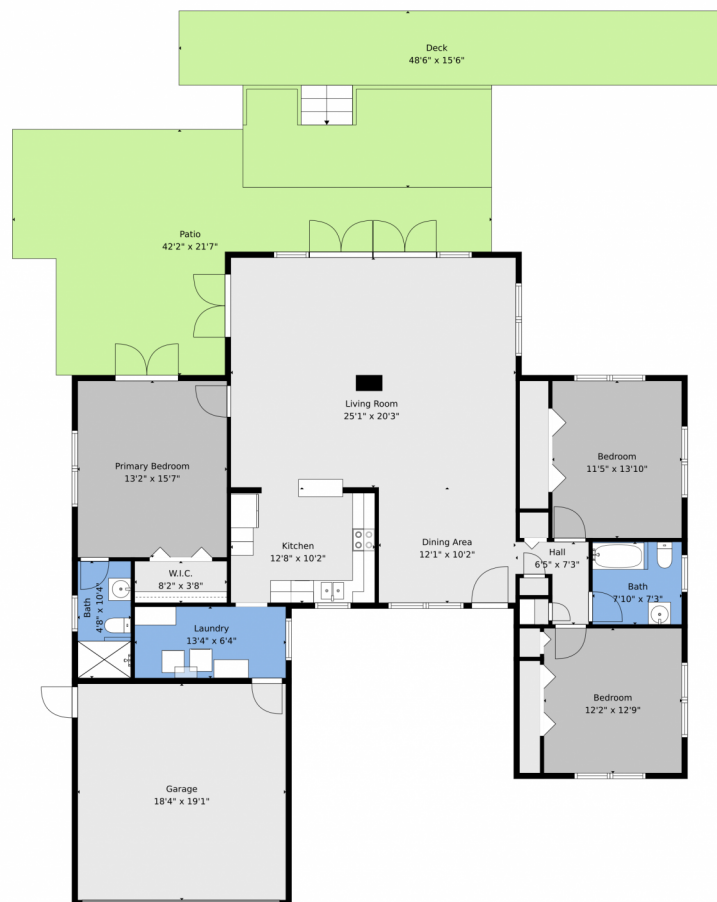 Deck
48'6" x 15'6"
Patio
42'2" x 21'7"
Living Room
25'1" x 20'3"
Primary Bedroom
13'2" x 15'7"
Bedroom
11'5" x 13'10"
Kitchen
12'8" x 10'2"
Dining Area
12'1" x 10'2"
Hall
6'5" x 7'3"
W.I.C.
8'2" x 3'8"
Bath
4'8" x 10'4"
Bath
7'10" x 7'3"
Laundry
13'4" x 6'4"
Bedroom
12'2" x 12'9"
Garage
18'4" x 19'1"